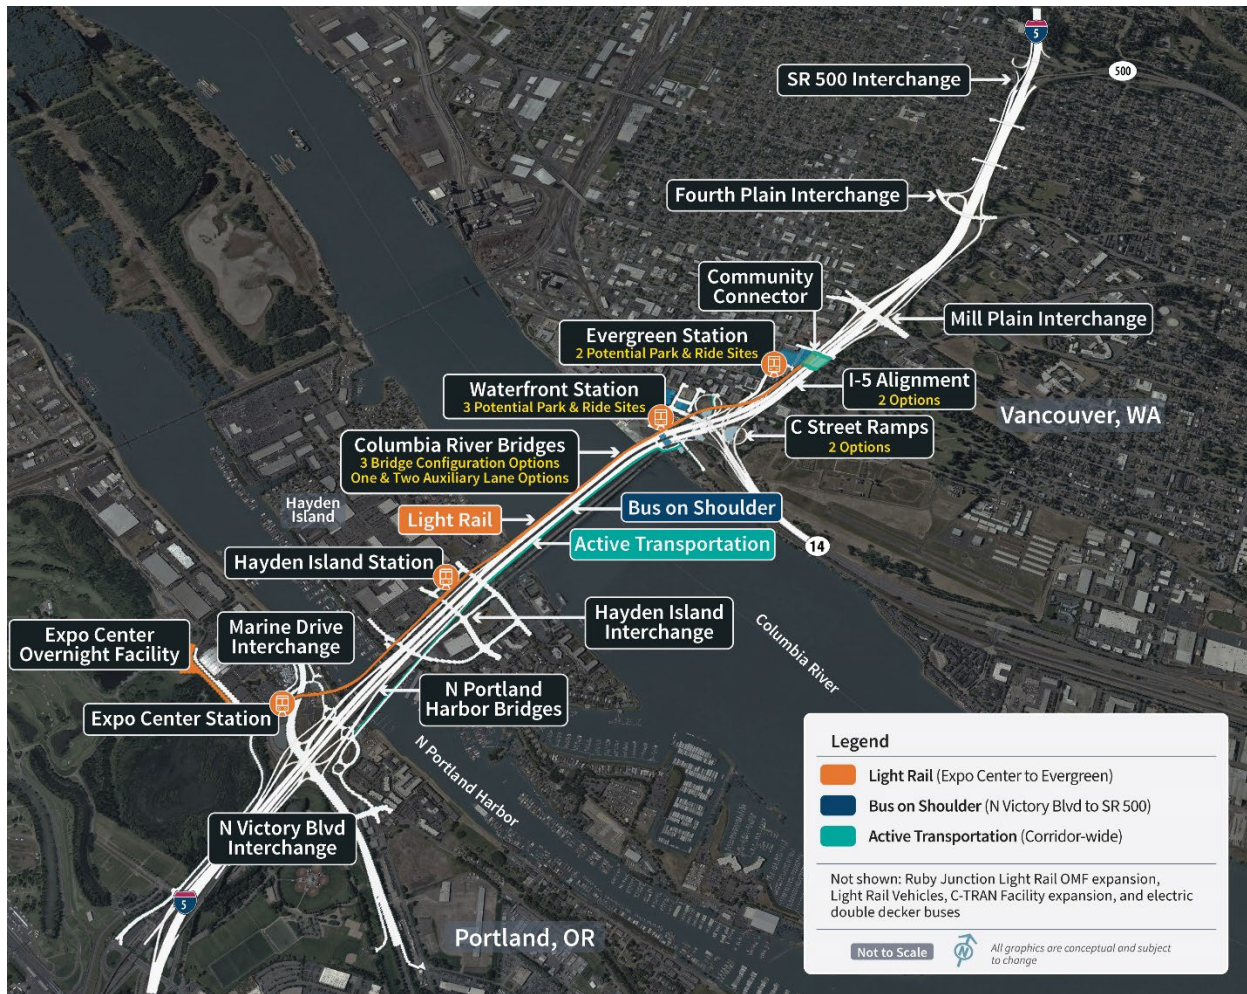 5
SR 500 Interchange
500
Fourth Plain Interchange
Community
Connector
Mill Plain Interchange
Evergreen Station
2 Potential Park & Ride Sites
I-5 Alignment
2 Options
Waterfront Station
3 Potential Park & Ride Sites
Vancouver, WA
C Street Ramps
2 Options
Columbia River Bridges
3 Bridge Configuration Options
One & Two Auxiliary Lane Options
Hayden
Island
Light Rail
Bus on Shoulder
Active Transportation
14
Hayden Island Station
Hayden Island
Interchange
Columbia River
Marine Drive
Interchange
Expo Center
Overnight Facility
Expo Center Station
N Portland
Harbor Bridges
N Portland Harbor
N Victory Blvd
Interchange
5
Portland, OR
Legend
Light Rail (Expo Center to Evergreen)
Bus on Shoulder (N Victory Blvd to SR 500)
Active Transportation (Corridor-wide)
Not shown: Ruby Junction Light Rail OMF expansion,
Light Rail Vehicles, C-TRAN Facility expansion, and electric
double decker buses
Not to Scale
N
All graphics are conceptual and subject
to change